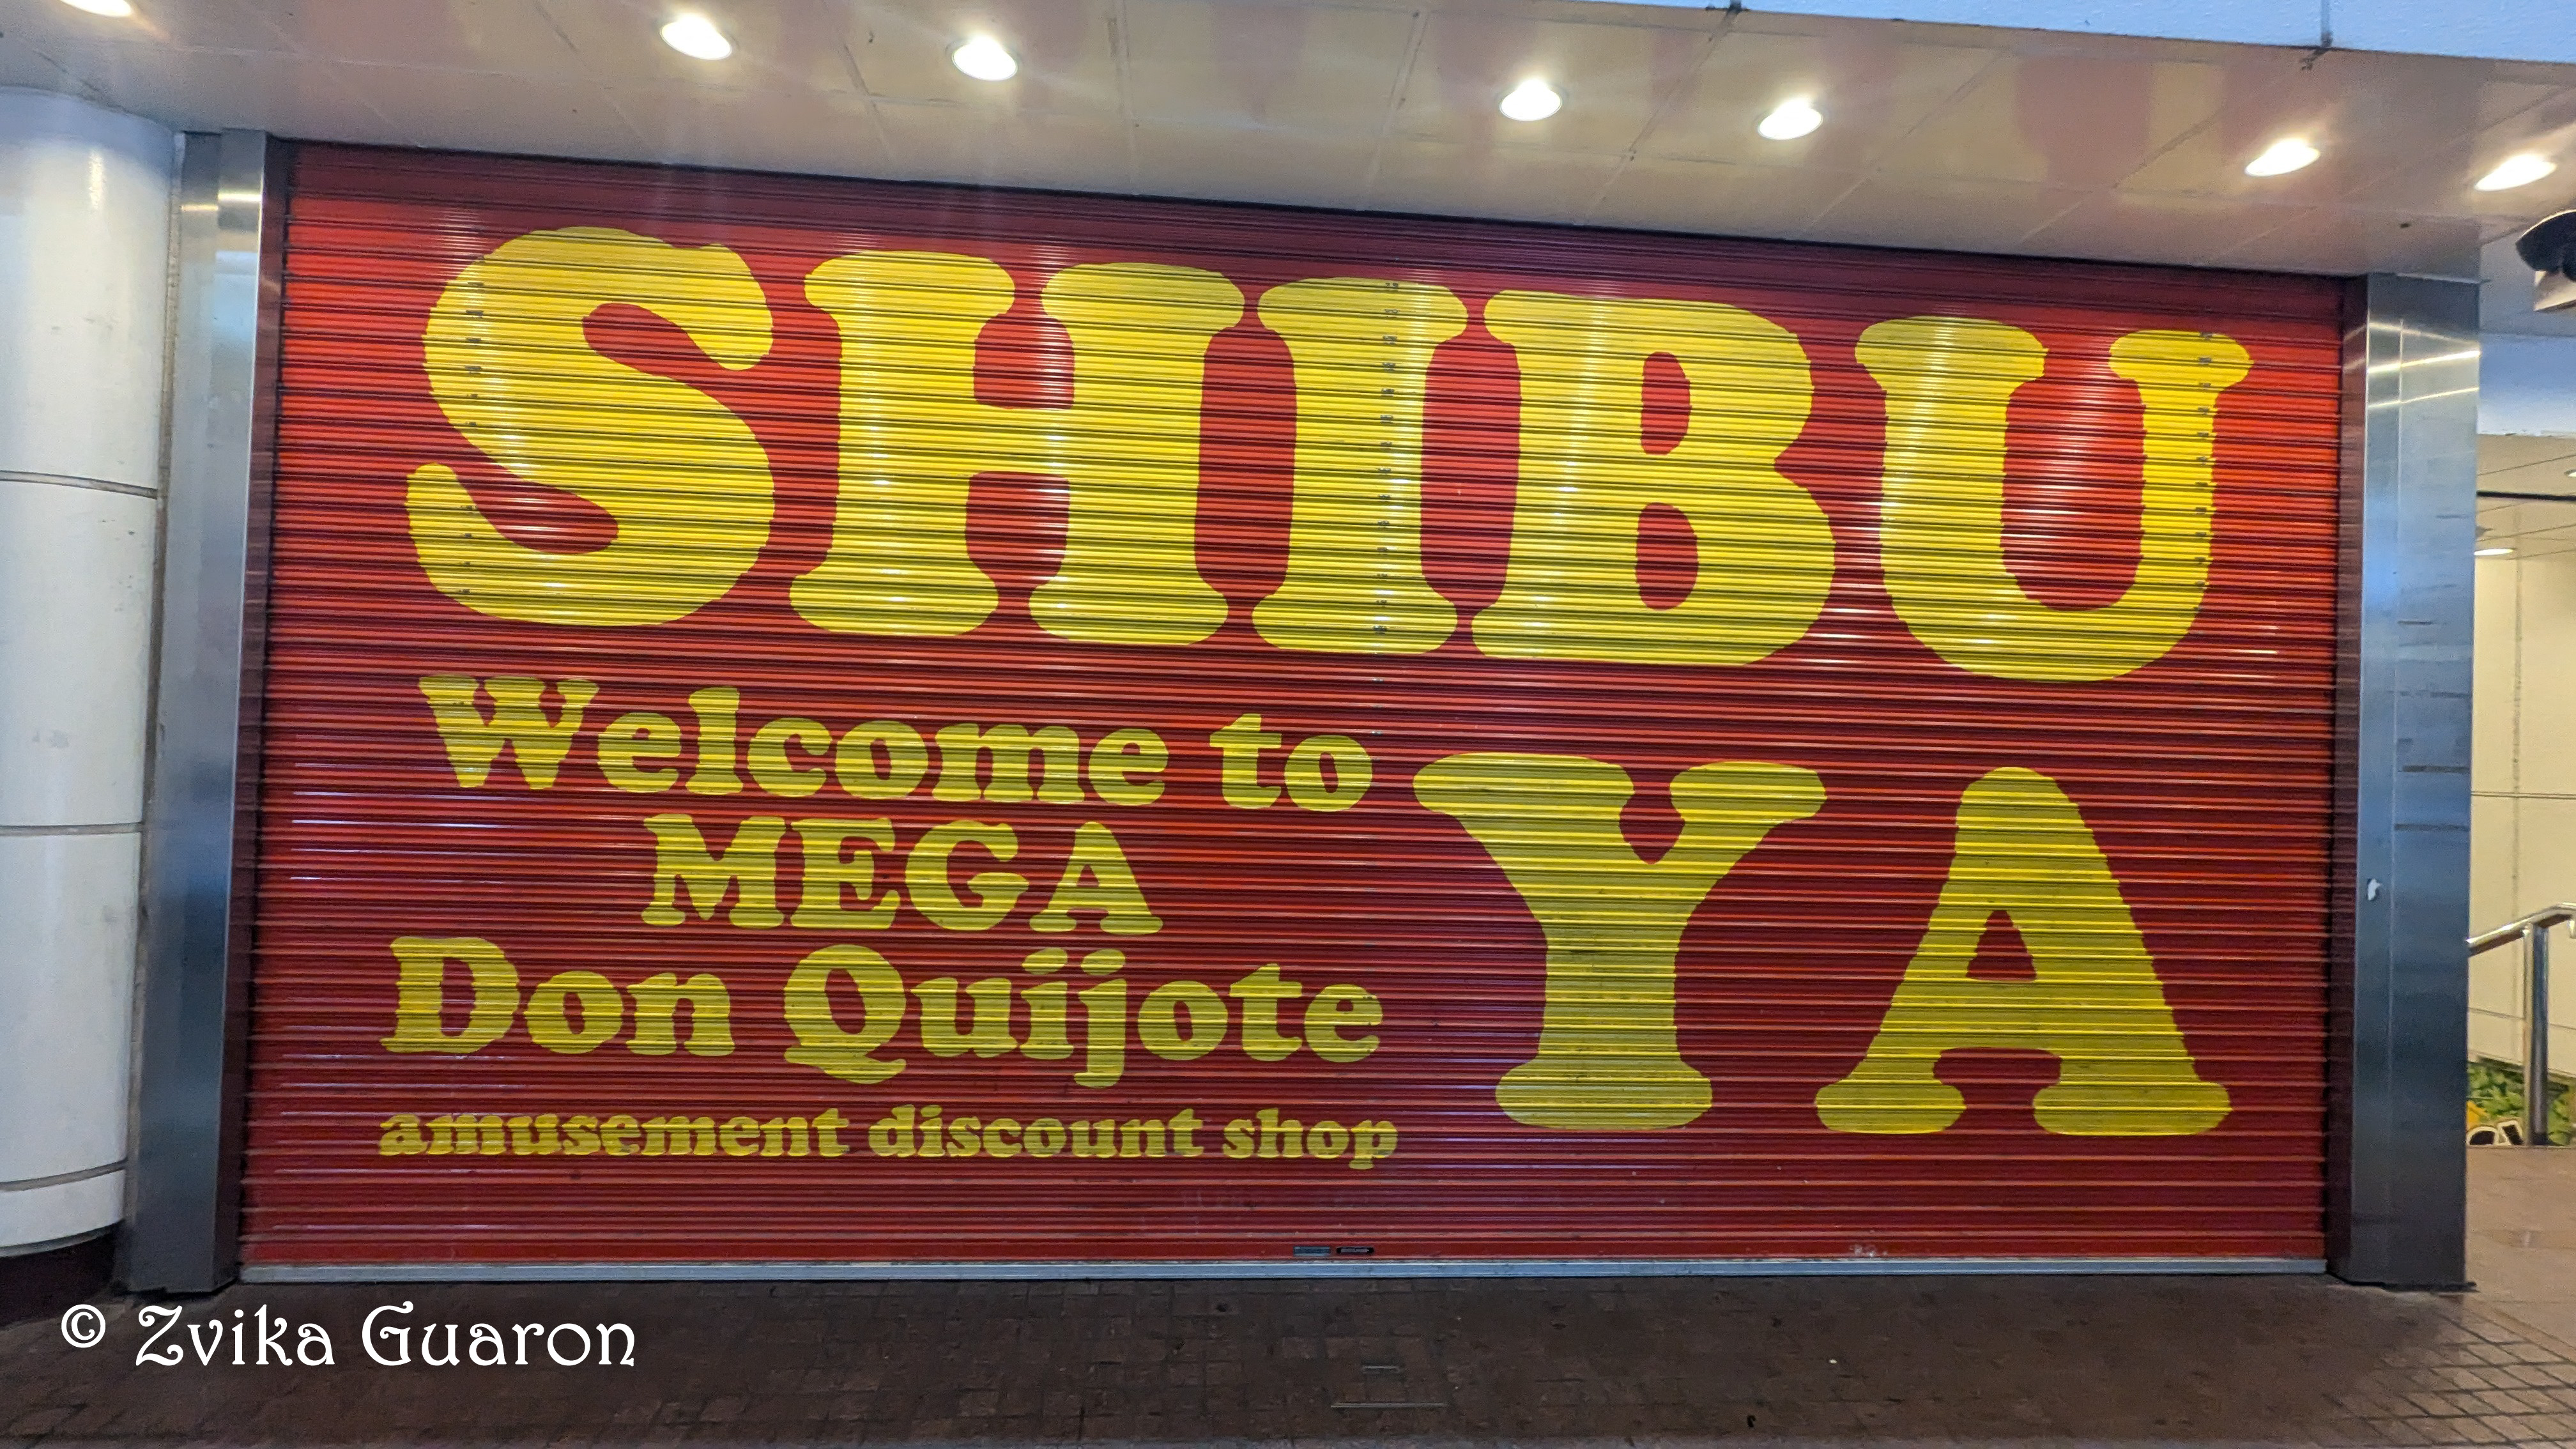 SHIBU
YA
Welcome to
MEGA
Don Quijote
amusement discount shop
© Zvika Guaron